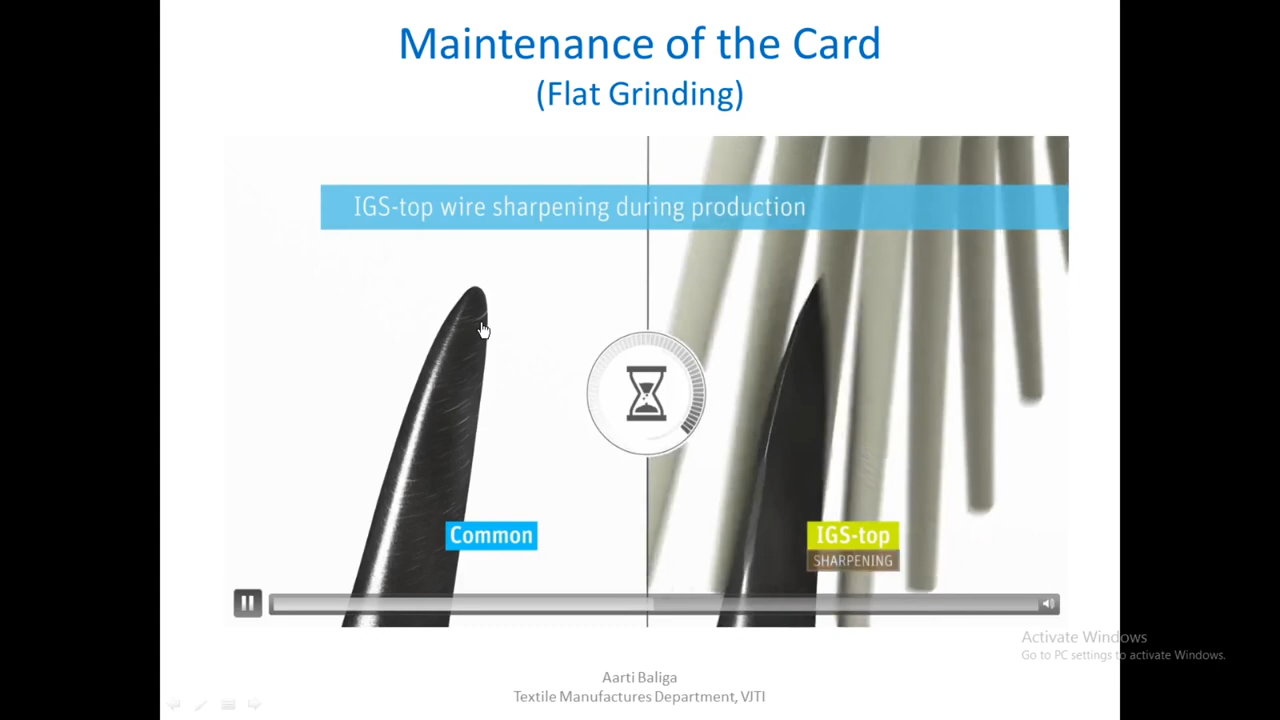 Maintenance of the Card
(Flat Grinding)
IGS-top wire sharpening during production
Common
IGS-top
SHARPENING
Activate Windows
Go to PC settings to activate Windows.
Aarti Baliga
Textile Manufactures Department, VJTI